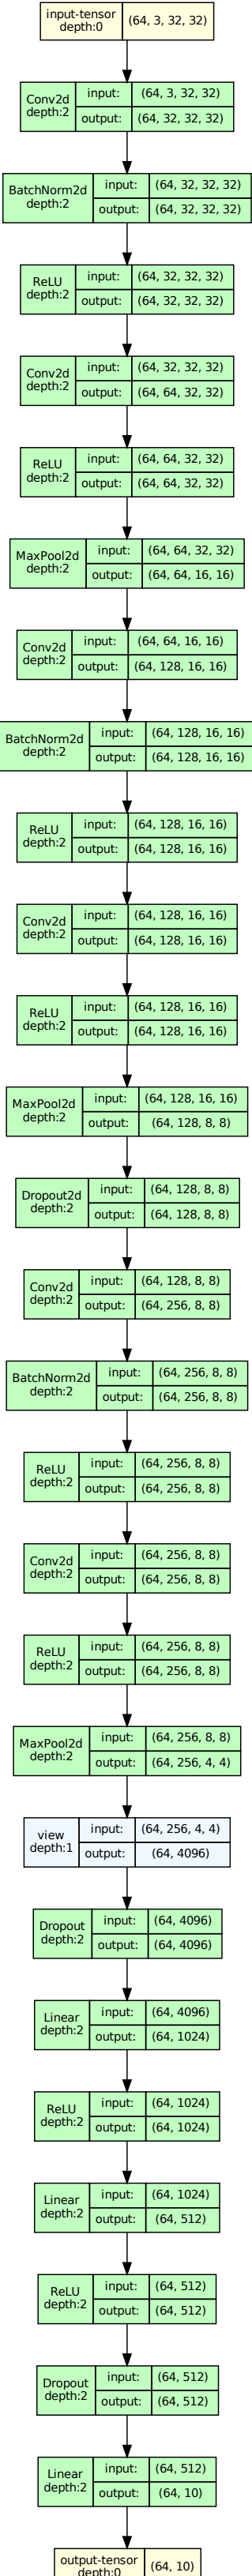 input-tensor
depth:0
(64, 3, 32, 32)
Conv2d
depth:2
input:
(64, 3, 32, 32)
output:
(64, 32, 32, 32)
BatchNorm2d
depth:2
input:
(64, 32, 32, 32)
output:
(64, 32, 32, 32)
ReLU
depth:2
input:
(64, 32, 32, 32)
output:
(64, 32, 32, 32)
Conv2d
depth:2
input:
(64, 32, 32, 32)
output:
(64, 64, 32, 32)
ReLU
depth:2
input:
(64, 64, 32, 32)
output:
(64, 64, 32, 32)
MaxPool2d
depth:2
input:
(64, 64, 32, 32)
output:
(64, 64, 16, 16)
Conv2d
depth:2
input:
(64, 64, 16, 16)
output:
(64, 128, 16, 16)
BatchNorm2d
depth:2
input:
(64, 128, 16, 16)
output:
(64, 128, 16, 16)
ReLU
depth:2
input:
(64, 128, 16, 16)
output:
(64, 128, 16, 16)
Conv2d
depth:2
input:
(64, 128, 16, 16)
output:
(64, 128, 16, 16)
ReLU
depth:2
input:
(64, 128, 16, 16)
output:
(64, 128, 16, 16)
MaxPool2d
depth:2
input:
(64, 128, 16, 16)
output:
(64, 128, 8, 8)
Dropout2d
depth:2
input:
(64, 128, 8, 8)
output:
(64, 128, 8, 8)
Conv2d
depth:2
input:
(64, 128, 8, 8)
output:
(64, 256, 8, 8)
BatchNorm2d
depth:2
input:
(64, 256, 8, 8)
output:
(64, 256, 8, 8)
ReLU
depth:2
input:
(64, 256, 8, 8)
output:
(64, 256, 8, 8)
Conv2d
depth:2
input:
(64, 256, 8, 8)
output:
(64, 256, 8, 8)
ReLU
depth:2
input:
(64, 256, 8, 8)
output:
(64, 256, 8, 8)
MaxPool2d
depth:2
input:
(64, 256, 8, 8)
output:
(64, 256, 4, 4)
view
depth:1
input:
(64, 256, 4, 4)
output:
(64, 4096)
Dropout
depth:2
input:
(64, 4096)
output:
(64, 4096)
Linear
depth:2
input:
(64, 4096)
output:
(64, 1024)
ReLU
depth:2
input:
(64, 1024)
output:
(64, 1024)
Linear
depth:2
input:
(64, 1024)
output:
(64, 512)
ReLU
depth:2
input:
(64, 512)
output:
(64, 512)
Dropout
depth:2
input:
(64, 512)
output:
(64, 512)
Linear
depth:2
input:
(64, 512)
output:
(64, 10)
output-tensor
depth:0
(64, 10)